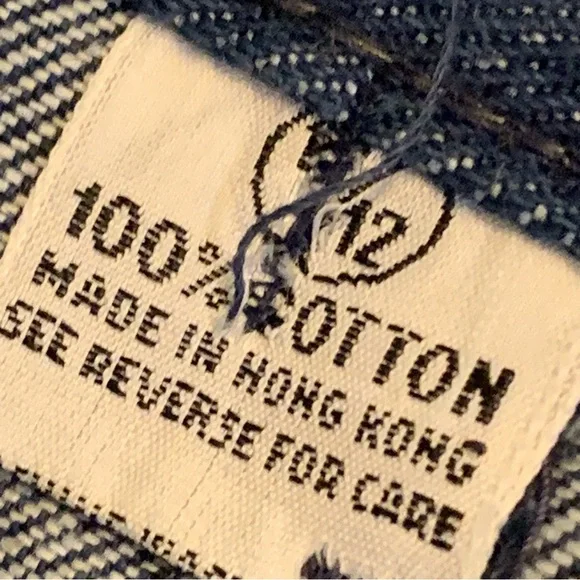 12
100% COTTON
MADE IN HONG KONG
SEE REVERSE FOR CARE